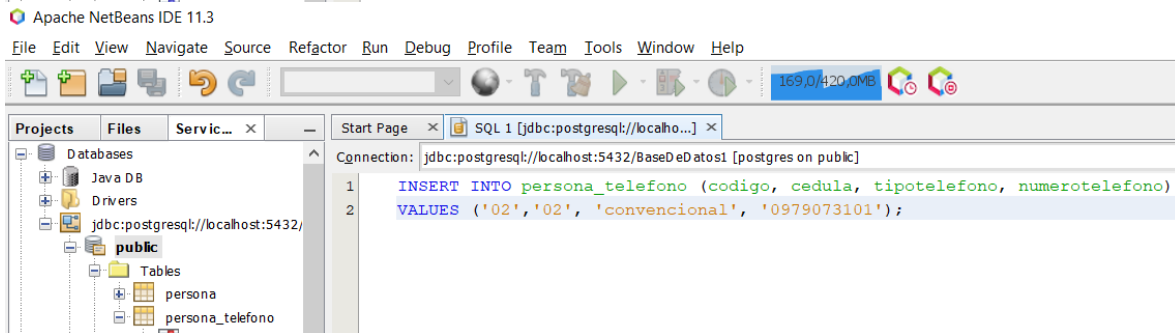 Apache NetBeans IDE 11.3
File Edit View Navigate Source Refactor Run Debug Profile Team Tools Window Help
169,0/420,0MB
Projects Files Servic... Start Page SQL 1 [jdbc:postgresql://localho...]
Databases
Java DB
Drivers
jdbc:postgresql://localhost:5432/
public
Tables
persona
persona_telefono
Connection: jdbc:postgresql://localhost:5432/BaseDeDatos1 [postgres on public]
1 INSERT INTO persona_telefono (codigo, cedula, tipotelefono, numerotelefono)
2 VALUES ('02','02', 'convencional', '0979073101');